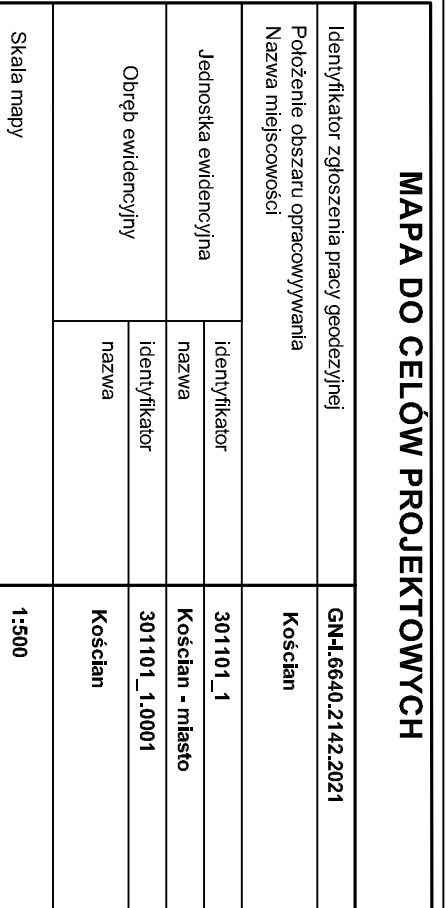 MAPA DO CELÓW PROJEKTOWYCH
Identyfikator zgłoszenia pracy geodezyjnej GN-I.6640.2142.2021
Położenie obszaru opracowyywania
Nazwa miejscowości
Kościan
Jednostka ewidencyjna
identyfikator 301101_1
nazwa Kościan - miasto
Obręb ewidencyjny
identyfikator 301101_1.0001
nazwa Kościan
Skala mapy 1:500